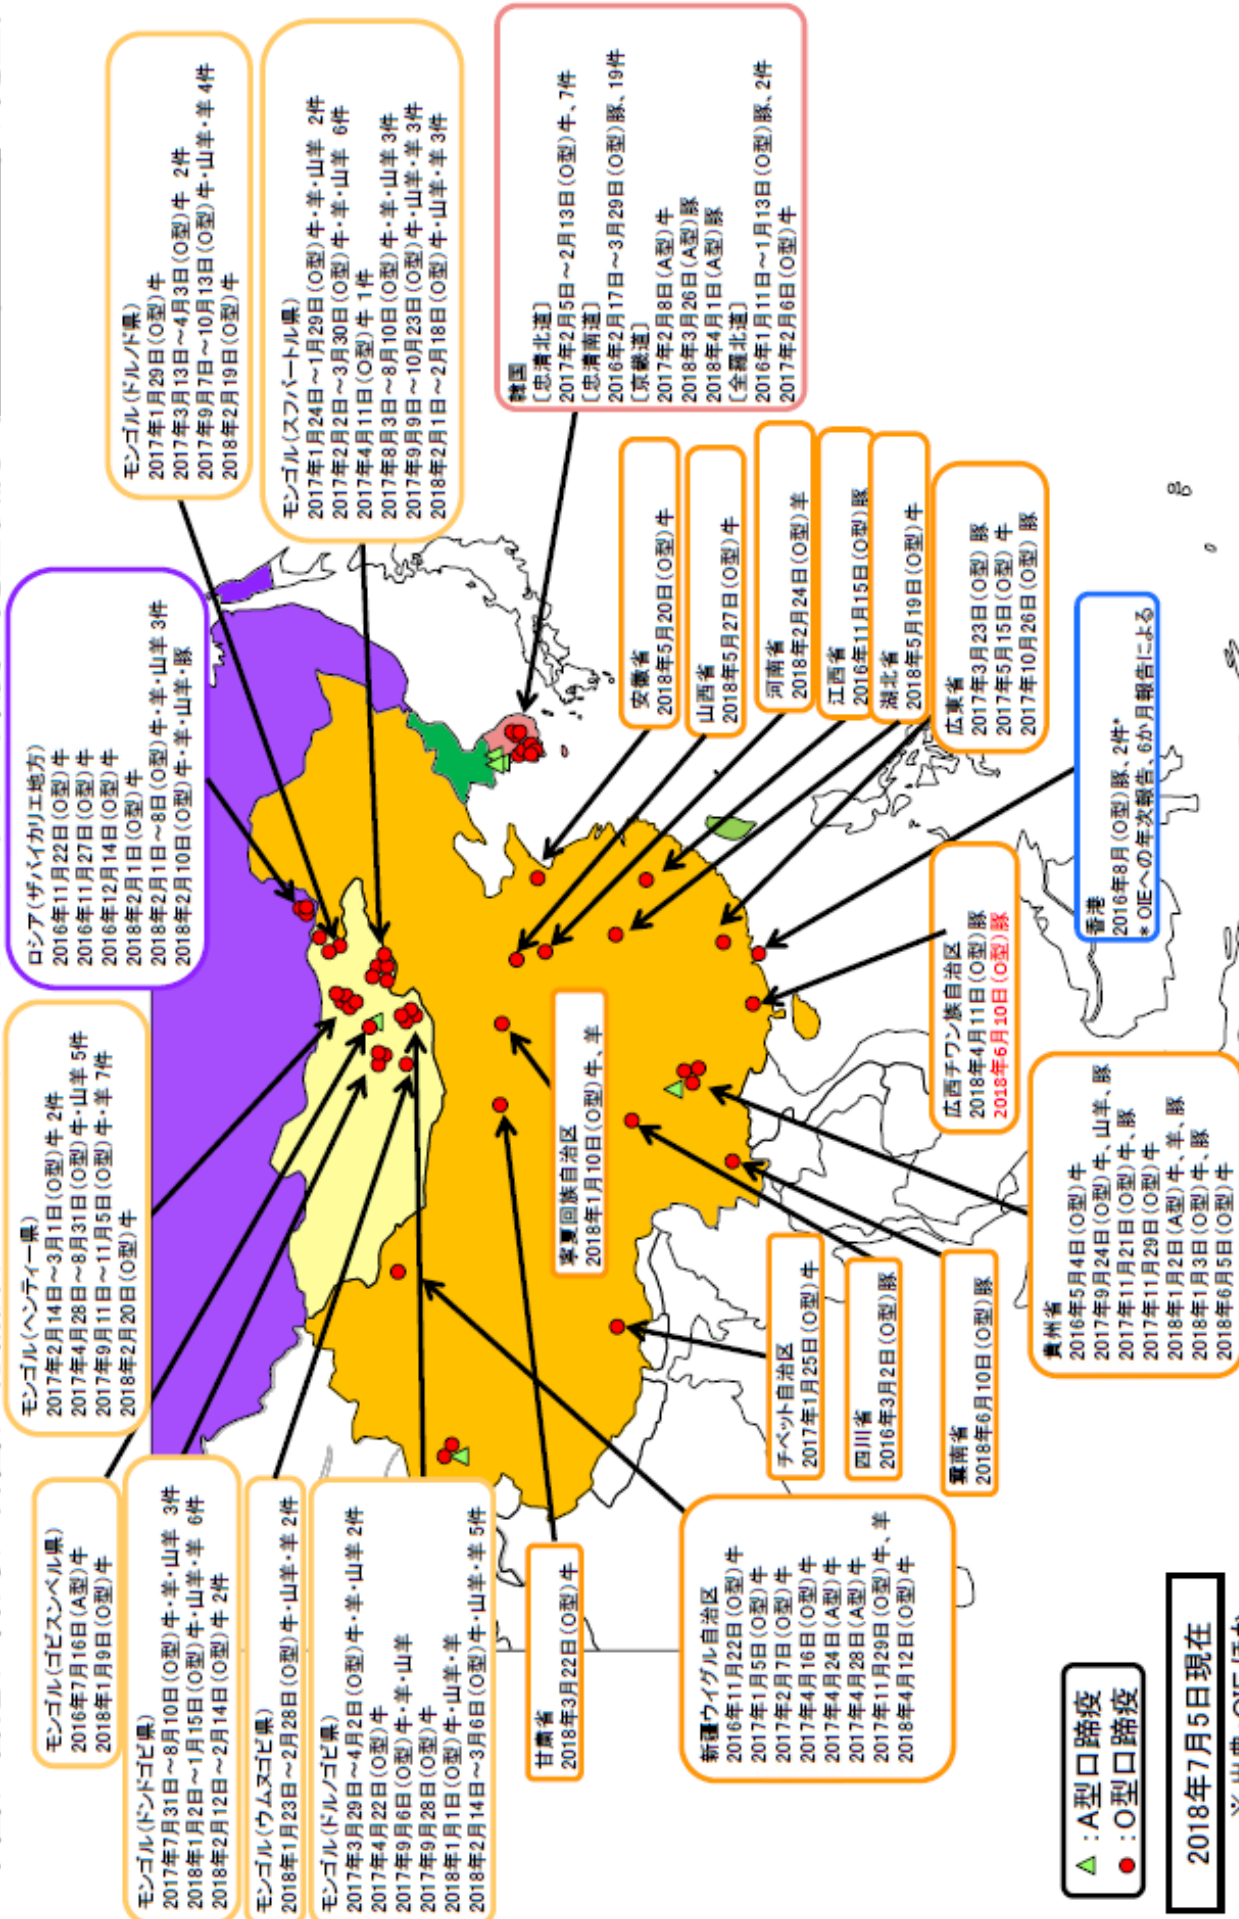 モンゴル(ゴビスンベル県)
2016年7月16日(A型)牛
2018年1月9日(O型)牛
モンゴル(ドンドゴビ県)
2017年7月31日～8月10日(O型)牛・羊・山羊 3件
2018年1月2日～1月15日(O型)牛・山羊・羊 6件
2018年2月12日～2月14日(O型)牛 2件
モンゴル(ウムヌゴビ県)
2018年1月23日～2月28日(O型)牛・山羊・羊 2件
モンゴル(ドルノゴビ県)
2017年3月29日～4月2日(O型)牛・羊・山羊 2件
2017年4月22日(O型)牛
2017年9月6日(O型)牛・羊・山羊
2017年9月28日(O型)牛
2018年1月1日(O型)牛・山羊・羊
2018年2月14日～3月6日(O型)牛・山羊・羊 5件
モンゴル(ヘンティー県)
2017年2月14日～3月1日(O型)牛 2件
2017年4月28日～8月31日(O型)牛・山羊 5件
2017年9月11日～11月5日(O型)牛・羊 7件
2018年2月20日(O型)牛
ロシア(ザバイカリエ地方)
2016年11月22日(O型)牛
2016年11月27日(O型)牛
2016年12月14日(O型)牛
2018年2月1日(O型)牛
2018年2月1日～8日(O型)牛・羊・山羊 3件
2018年2月10日(O型)牛・羊・山羊・豚
モンゴル(ドルノド県)
2017年1月29日(O型)牛
2017年3月13日～4月3日(O型)牛 2件
2017年9月7日～10月13日(O型)牛・山羊・羊 4件
2018年2月19日(O型)牛
モンゴル(スフバートル県)
2017年1月24日～1月29日(O型)牛・羊・山羊 2件
2017年2月2日～3月30日(O型)牛・羊・山羊 6件
2017年4月11日(O型)牛 1件
2017年8月3日～8月10日(O型)牛・羊・山羊 3件
2017年9月9日～10月23日(O型)牛・山羊・羊 3件
2018年2月1日～2月18日(O型)牛・山羊・羊 3件
韓国
[忠清北道]
2017年2月5日～2月13日(O型)牛、7件
[忠清南道]
2016年2月17日～3月29日(O型)豚、19件
[京畿道]
2017年2月8日(A型)牛
2018年3月26日(A型)豚
2018年4月1日(A型)豚
[全羅北道]
2016年1月11日～1月13日(O型)豚、2件
2017年2月6日(O型)牛
安徽省
2018年5月20日(O型)牛
山西省
2018年5月27日(O型)牛
河南省
2018年2月24日(O型)羊
江西省
2016年11月15日(O型)豚
湖北省
2018年5月19日(O型)牛
広東省
2017年3月23日(O型)豚
2017年5月15日(O型)牛
2017年10月26日(O型)豚
香港
2016年8月(O型)豚、2件*
*OIEへの年次報告、6か月報告による
広西チワン族自治区
2018年4月11日(O型)豚
2018年6月10日(O型)豚
寧夏回族自治区
2018年1月10日(O型)牛、羊
貴州省
2016年5月4日(O型)牛
2017年9月24日(O型)牛、山羊、豚
2017年11月21日(O型)牛、豚
2017年11月29日(O型)牛
2018年1月2日(A型)牛、羊、豚
2018年1月3日(O型)牛、豚
2018年6月5日(O型)牛
チベット自治区
2017年1月25日(O型)牛
四川省
2016年3月2日(O型)豚
雲南省
2018年6月10日(O型)豚
甘粛省
2018年3月22日(O型)牛
新疆ウイグル自治区
2016年11月22日(O型)牛
2017年1月5日(O型)牛
2017年2月7日(O型)牛
2017年4月16日(O型)牛
2017年4月24日(A型)牛
2017年4月28日(A型)牛
2017年11月29日(O型)牛、羊
2018年4月12日(O型)牛
:A型口蹄疫
:O型口蹄疫
2018年7月5日現在
※出典:OIEほか